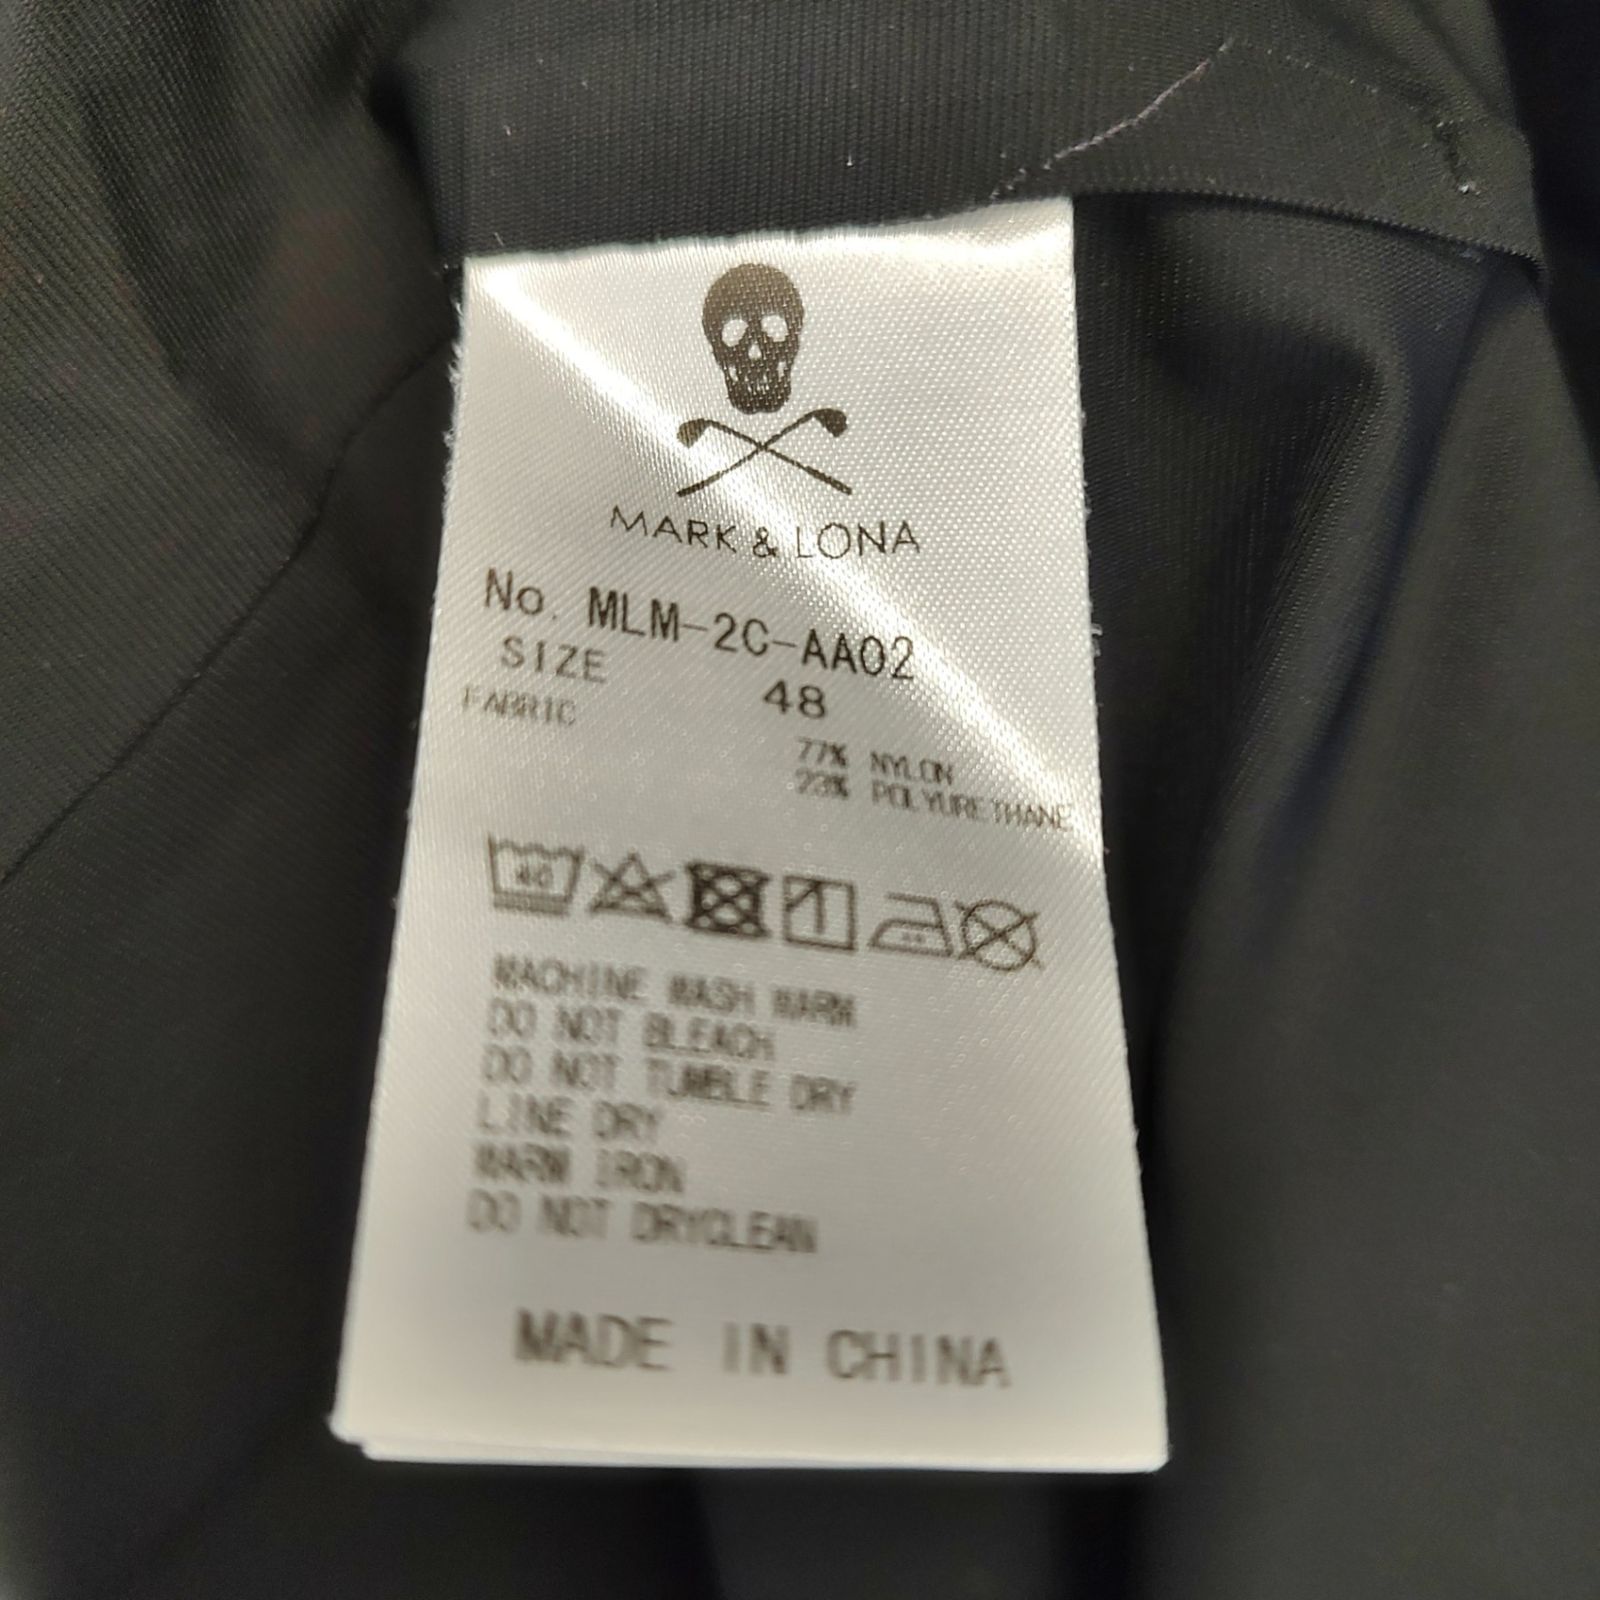 MARK & LONA
No. MLM-2C-AA02
SIZE 48
FABRIC
77% NYLON
23% POLYURETHANE
40
MACHINE WASH WARM
DO NOT BLEACH
DO NOT TUMBLE DRY
LINE DRY
WARM IRON
DO NOT DRYCLEAN
MADE IN CHINA